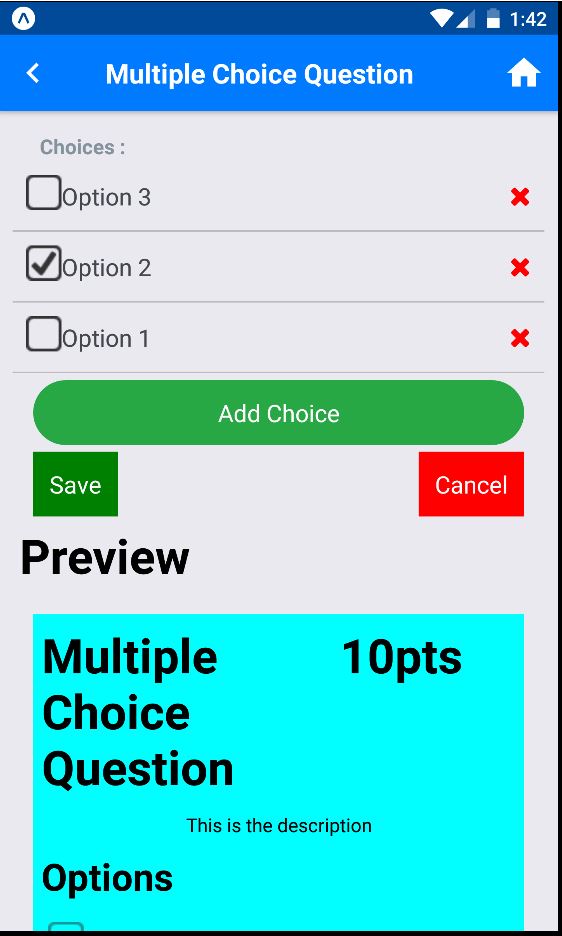 1:42
Multiple Choice Question
Choices :
Option 3
Option 2
Option 1
Add Choice
Save Cancel
Preview
Multiple 10pts
Choice
Question
This is the description
Options